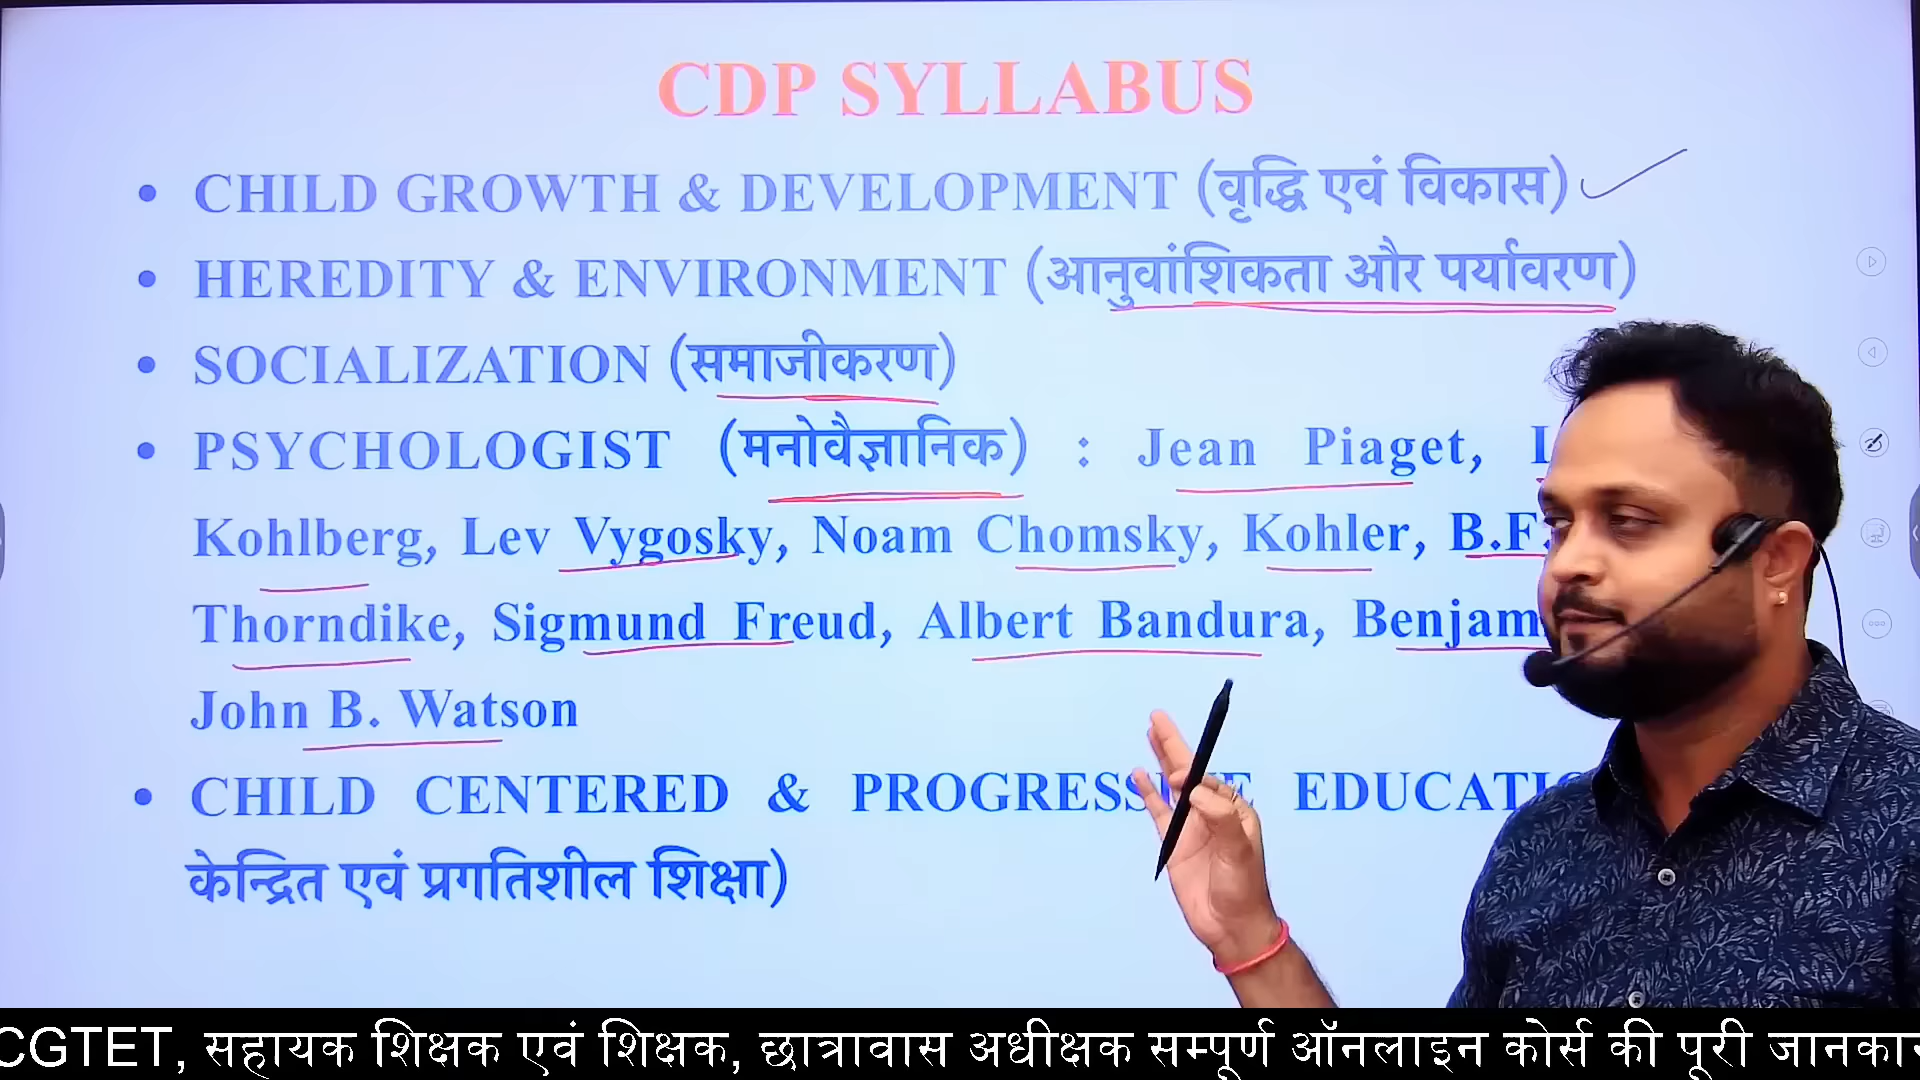 CDP SYLLABUS
• CHILD GROWTH & DEVELOPMENT (वृद्धि एवं विकास)
• HEREDITY & ENVIRONMENT (आनुवांशिकता और पर्यावरण)
• SOCIALIZATION (समाजीकरण)
• PSYCHOLOGIST (मनोवैज्ञानिक) : Jean Piaget,
Kohlberg, Lev Vygosky, Noam Chomsky, Kohler, B.F.
Thorndike, Sigmund Freud, Albert Bandura,
John B. Watson
• CHILD CENTERED & PROGRESSIVE
केन्द्रित एवं प्रगतिशील शिक्षा)
CGTET, सहायक शिक्षक एवं शिक्षक, छात्रावास अधीक्षक सम्पूर्ण ऑनलाइन कोर्स की पूरी